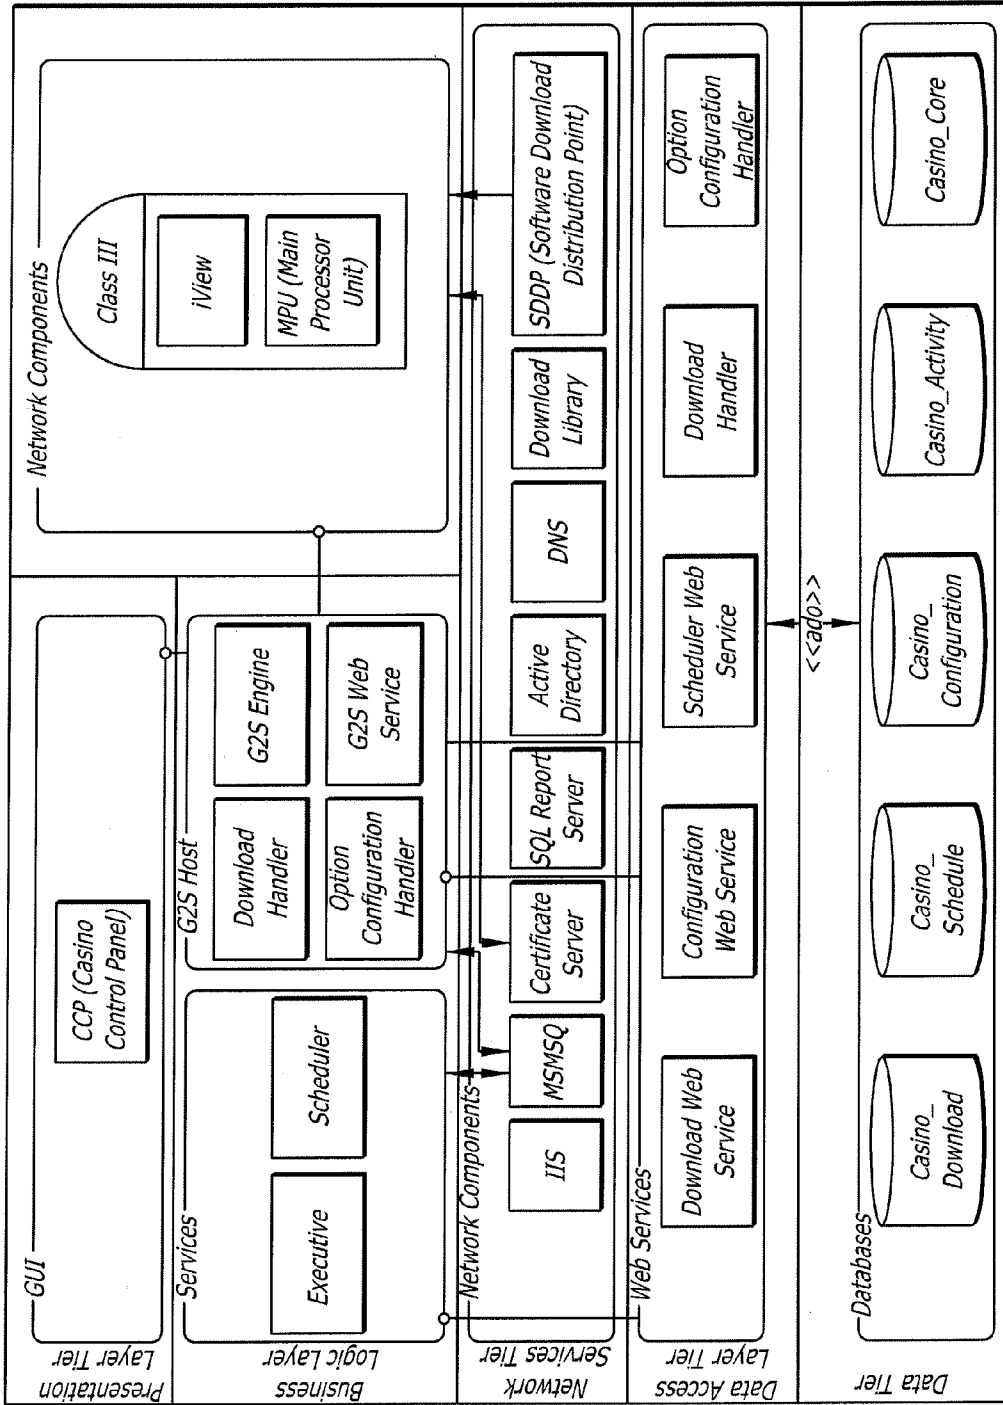 Presentation
Layer Tier
GUI
CCP (Casino
Control Panel)
Network Components
Class III
iView
MPU (Main
Processor
Unit)
Business
Logic Layer
Services
Executive
Scheduler
G2S Host
Download
Handler
G2S Engine
Option
Configuration
Handler
G2S Web
Service
Network
Services Tier
Network Components
IIS
MSMSQ
Certificate
Server
SQL Report
Server
Active
Directory
DNS
Download
Library
SDDP (Software Download
Distribution Point)
Data Access
Layer Tier
Web Services
Download Web
Service
Configuration
Web Service
Scheduler Web
Service
Download
Handler
Option
Configuration
Handler
<<ado>>
Data Tier
Databases
Casino_
Download
Casino_
Schedule
Casino_
Configuration
Casino_Activity
Casino_Core